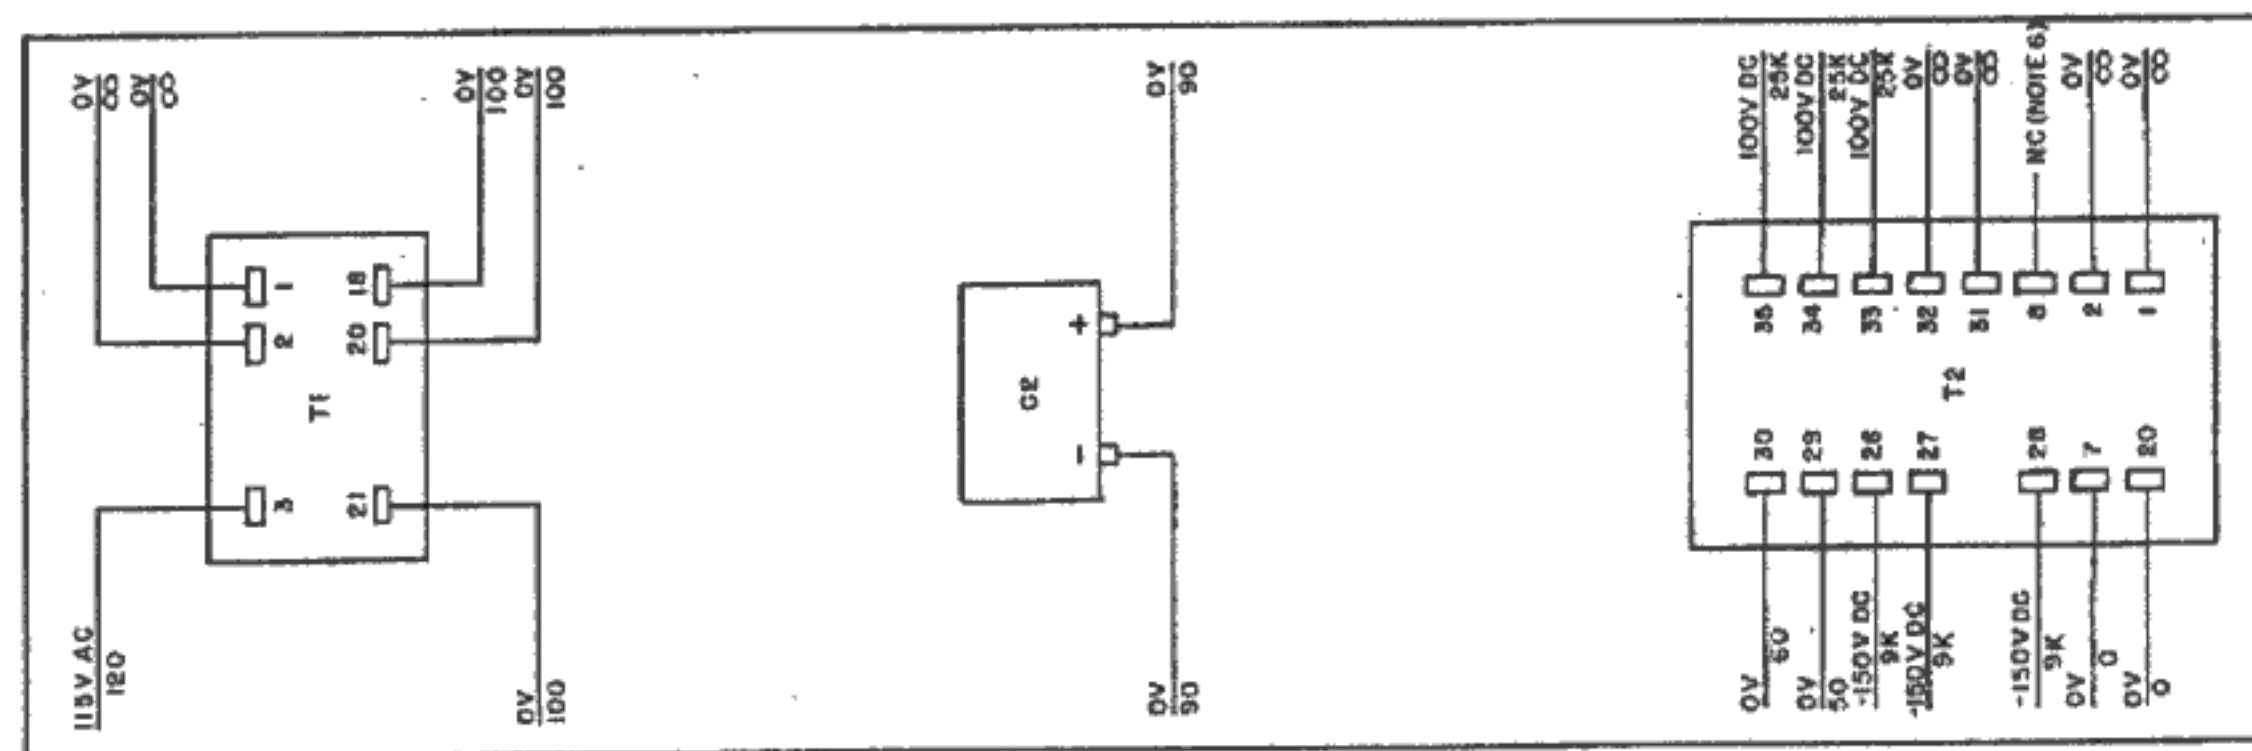 0V
∞
0V
∞
0V
100
0V
100
1
2
3
18
20
21
T1
115V AC
120
0V
100
0V
90
+
-
C2
0V
90
100V DC
25K
100V DC
25K
100V DC
25K
0V
∞
0V
∞
NC (NOTE 6)
0V
∞
0V
∞
35
34
33
32
31
8
2
1
T2
30
29
26
27
28
7
20
0V
60
0V
50
-150V DC
9K
-150V DC
9K
-150V DC
9K
0V
0
0V
0